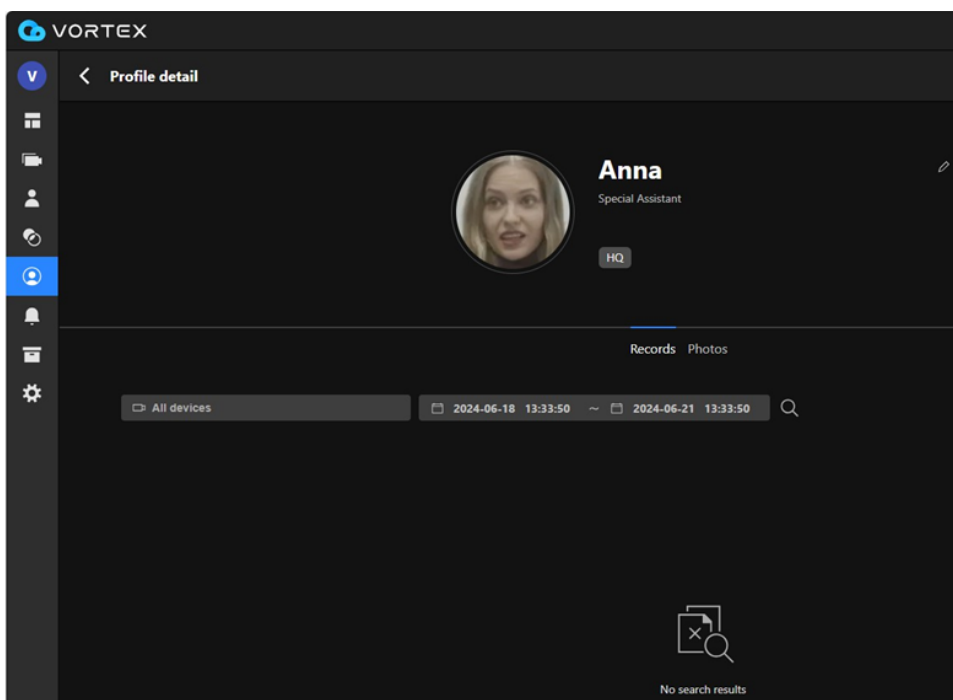 VORTEX
V
Profile detail
Anna
Special Assistant
HQ
Records Photos
All devices 2024-06-18 13:33:50 ~ 2024-06-21 13:33:50
No search results